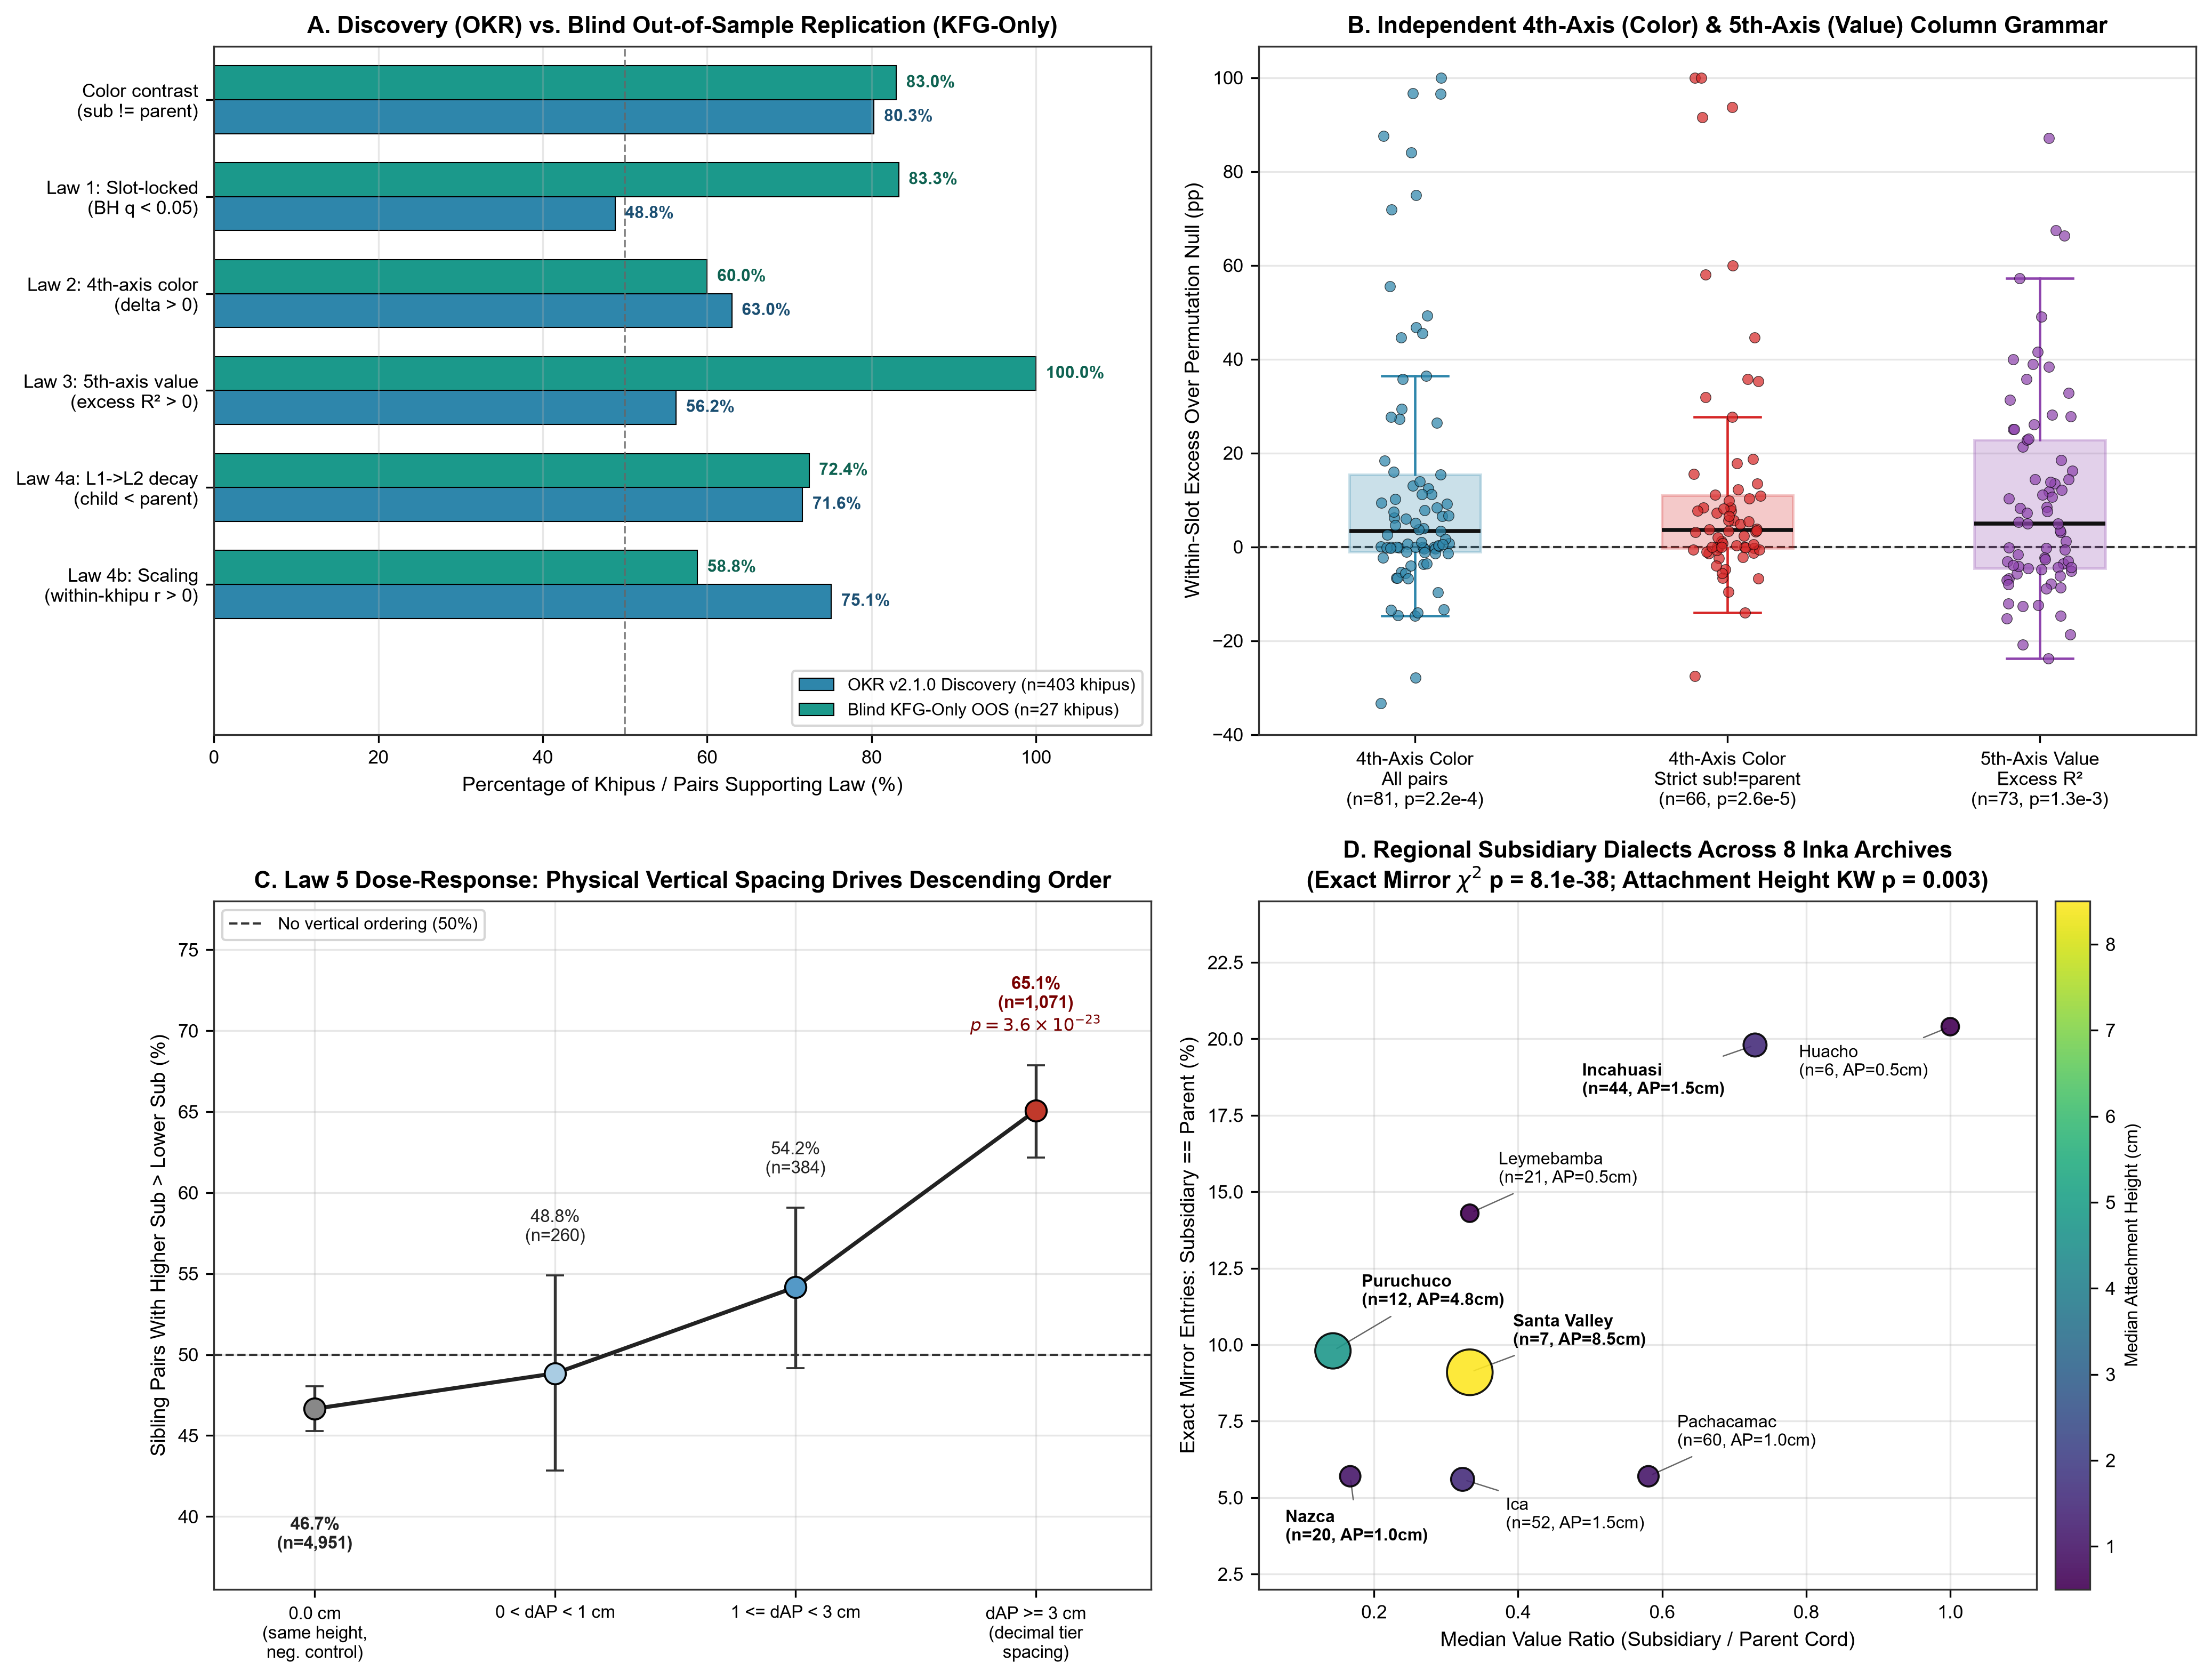 A. Discovery (OKR) vs. Blind Out-of-Sample Replication (KFG-Only)
Color contrast
(sub != parent)
83.0%
80.3%
Law 1: Slot-locked
(BH q < 0.05)
83.3%
48.8%
Law 2: 4th-axis color
(delta > 0)
60.0%
63.0%
Law 3: 5th-axis value
(excess R² > 0)
100.0%
56.2%
Law 4a: L1->L2 decay
(child < parent)
72.4%
71.6%
Law 4b: Scaling
(within-khipu r > 0)
58.8%
75.1%
OKR v2.1.0 Discovery (n=403 khipus)
Blind KFG-Only OOS (n=27 khipus)
0 20 40 60 80 100
Percentage of Khipus / Pairs Supporting Law (%)
B. Independent 4th-Axis (Color) & 5th-Axis (Value) Column Grammar
Within-Slot Excess Over Permutation Null (pp)
100
80
60
40
20
0
−20
−40
4th-Axis Color
All pairs
(n=81, p=2.2e-4)
4th-Axis Color
Strict sub!=parent
(n=66, p=2.6e-5)
5th-Axis Value
Excess R²
(n=73, p=1.3e-3)
C. Law 5 Dose-Response: Physical Vertical Spacing Drives Descending Order
No vertical ordering (50%)
Sibling Pairs With Higher Sub > Lower Sub (%)
75
70
65
60
55
50
45
40
46.7%
(n=4,951)
48.8%
(n=260)
54.2%
(n=384)
65.1%
(n=1,071)
p = 3.6 × 10⁻²³
0.0 cm
(same height,
neg. control)
0 < dAP < 1 cm
1 <= dAP < 3 cm
dAP >= 3 cm
(decimal tier
spacing)
D. Regional Subsidiary Dialects Across 8 Inka Archives
(Exact Mirror χ² p = 8.1e-38; Attachment Height KW p = 0.003)
Exact Mirror Entries: Subsidiary == Parent (%)
22.5
20.0
17.5
15.0
12.5
10.0
7.5
5.0
2.5
Huacho
(n=6, AP=0.5cm)
Incahuasi
(n=44, AP=1.5cm)
Leymebamba
(n=21, AP=0.5cm)
Puruchuco
(n=12, AP=4.8cm)
Santa Valley
(n=7, AP=8.5cm)
Pachacamac
(n=60, AP=1.0cm)
Ica
(n=52, AP=1.5cm)
Nazca
(n=20, AP=1.0cm)
0.2 0.4 0.6 0.8 1.0
Median Value Ratio (Subsidiary / Parent Cord)
8
7
6
5
4
3
2
1
Median Attachment Height (cm)